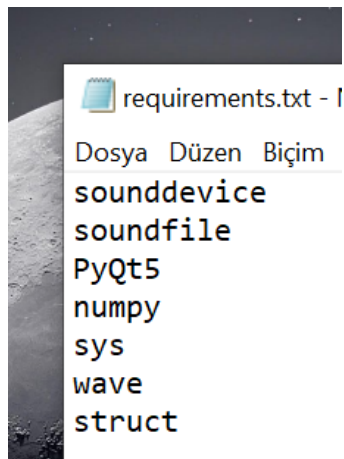 requirements.txt -
Dosya Düzen Biçim
sounddevice
soundfile
PyQt5
numpy
sys
wave
struct